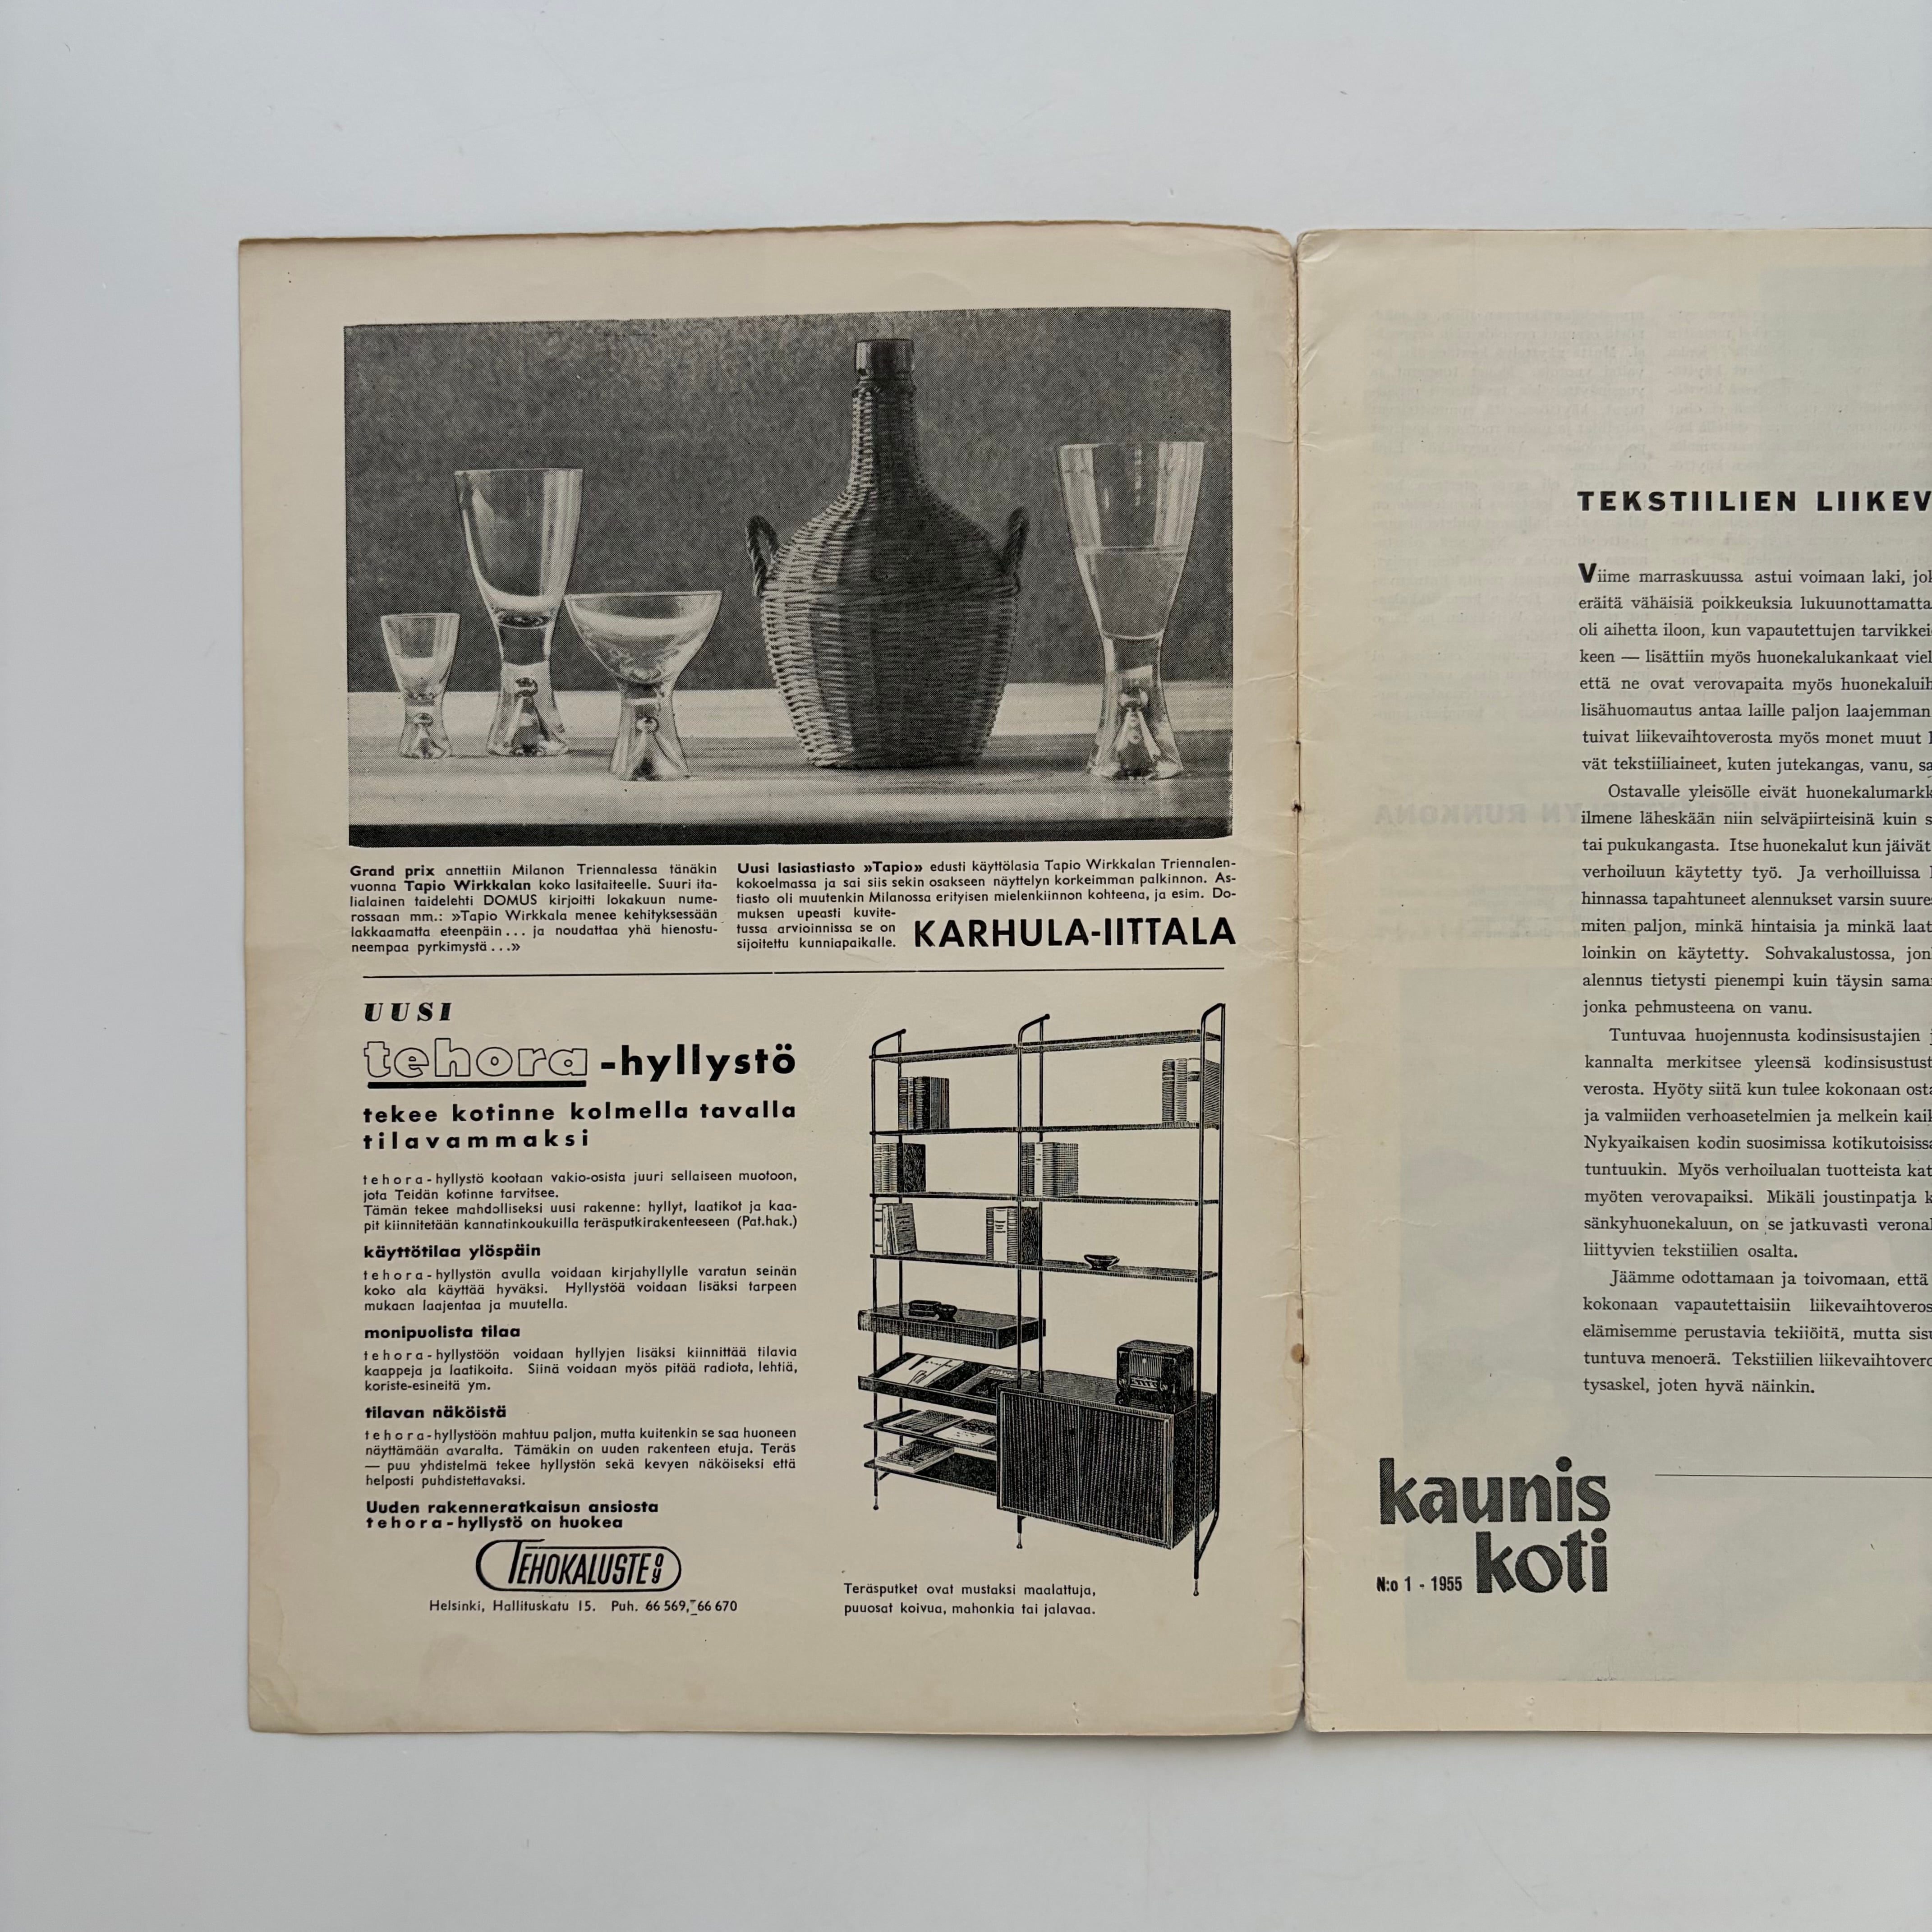 Grand prix annettiin Milanon Triennalessa tänäkin
vuonna Tapio Wirkkalan koko lasitaiteelle. Suuri ita-
lialainen taidelehti DOMUS kirjoitti lokakuun nume-
rossaan mm.: »Tapio Wirkkala menee kehityksessään
lakkaamatta eteenpäin... ja noudattaa yhä hienostu-
neempaa pyrkimystä...»
Uusi lasiastiasto »Tapio» edusti käyttölasia Tapio Wirkkalan Triennalen-
kokoelmassa ja sai siis sekin osakseen näyttelyn korkeimman palkinnon. As-
tiasto oli muutenkin Milanossa erityisen mielenkiinnon kohteena, ja esim. Do-
muksen upeasti kuvite-
tussa arvioinnissa se on
sijoitettu kunniapaikalle.
KARHULA-IITTALA
UUSI
tehora-hyllystö
tekee kotinne kolmella tavalla
tilavammaksi
tehora-hyllystö kootaan vakio-osista juuri sellaiseen muotoon,
jota Teidän kotinne tarvitsee.
Tämän tekee mahdolliseksi uusi rakenne: hyllyt, laatikot ja kaa-
pit kiinnitetään kannatinkoukuilla teräsputkirakenteeseen (Pat.hak.)
käyttötilaa ylöspäin
tehora-hyllystön avulla voidaan kirjahyllylle varatun seinän
koko ala käyttää hyväksi. Hyllystöä voidaan lisäksi tarpeen
mukaan laajentaa ja muutella.
monipuolista tilaa
tehora-hyllystöön voidaan hyllyjen lisäksi kiinnittää tilavia
kaappeja ja laatikoita. Siinä voidaan myös pitää radiota, lehtiä,
koriste-esineitä ym.
tilavan näköistä
tehora-hyllystöön mahtuu paljon, mutta kuitenkin se saa huoneen
näyttämään avaralta. Tämäkin on uuden rakenteen etuja. Teräs
— puu yhdistelmä tekee hyllystön sekä kevyen näköiseksi että
helposti puhdistettavaksi.
Uuden rakenneratkaisun ansiosta
tehora-hyllystö on huokea
TEHOKALUSTE OY
Helsinki, Hallituskatu 15. Puh. 66 569, 66 670
Teräsputket ovat mustaksi maalattuja,
puuosat koivua, mahonkia tai jalavaa.
TEKSTIILIEN LIIKEV
Viime marraskuussa astui voimaan laki, jo
eräitä vähäisiä poikkeuksia lukuunottamatta
oli aihetta iloon, kun vapautettujen tarvikkei
keen — lisättiin myös huonekalukankaat viel
että ne ovat verovapaita myös huonekaluih
lisähuomautus antaa laille paljon laajemman
tuivat liikevaihtoverosta myös monet muut
vät tekstiiliaineet, kuten jutekangas, vanu, sa
Ostavalle yleisölle eivät huonekalumarkk
ilmene läheskään niin selväpiirteisinä kuin s
tai pukukangasta. Itse huonekalut kun jäivät
verhoiluun käytetty työ. Ja verhoilluissa
hinnassa tapahtuneet alennukset varsin suures
miten paljon, minkä hintaisia ja minkä laat
loinkin on käytetty. Sohvakalustossa, jon
alennus tietysti pienempi kuin täysin sama
jonka pehmusteena on vanu.
Tuntuvaa huojennusta kodinsisustajien
kannalta merkitsee yleensä kodinsisustust
verosta. Hyöty siitä kun tulee kokonaan osta
ja valmiiden verhoasetelmien ja melkein kaik
Nykyaikaisen kodin suosimissa kotikutoisissa
tuntuukin. Myös verhoilualan tuotteista kat
myöten verovapaiksi. Mikäli joustinpatja k
sänkyhuonekaluun, on se jatkuvasti veronal
liittyvien tekstiilien osalta.
Jäämme odottamaan ja toivomaan, että
kokonaan vapautettaisiin liikevaihtoveros
elämisemme perustavia tekijöitä, mutta sisu
tuntuva menoerä. Tekstiilien liikevaihtovero
tysaskel, joten hyvä näinkin.
kaunis
koti
N:o 1 - 1955